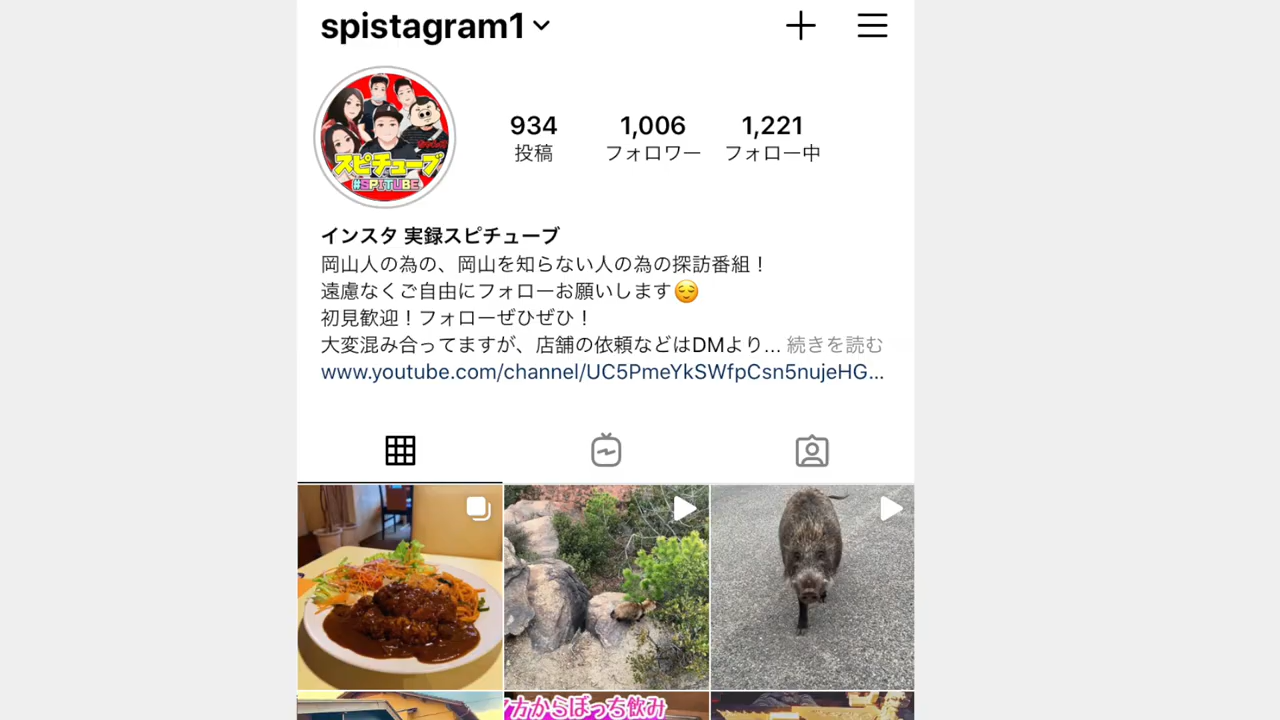 spistagram1
スピチューブ
#SPITUBE
934
投稿
1,006
フォロワー
1,221
フォロー中
インスタ 実録スピチューブ
岡山人の為の、岡山を知らない人の為の探訪番組！
遠慮なくご自由にフォローお願いします😌
初見歓迎！フォローぜひぜひ！
大変混み合ってますが、店舗の依頼などはDMより... 続きを読む
www.youtube.com/channel/UC5PmeYkSWfpCsn5nujeHG...
方からぼっち飲み